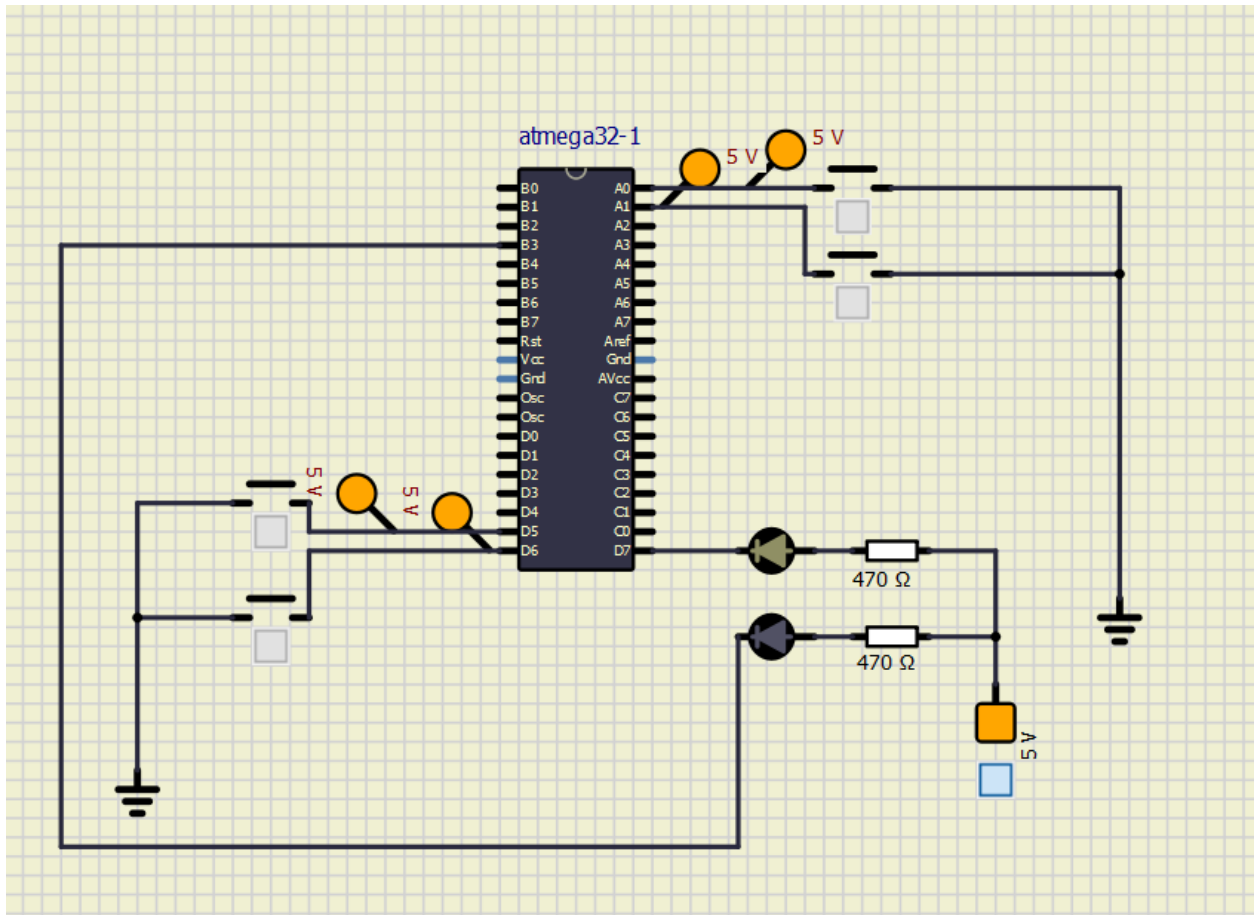 atmega32-1
5 V
5 V
B0
A0
B1
A1
B2
A2
B3
A3
B4
A4
B5
A5
B6
A6
B7
A7
Rst
Aref
Vcc
Gnd
Gnd
AVcc
Osc
C7
Osc
C6
D0
C5
D1
C4
D2
C3
D3
C2
D4
C1
D5
C0
D6
D7
5 V
5 V
470 Ω
470 Ω
5 V